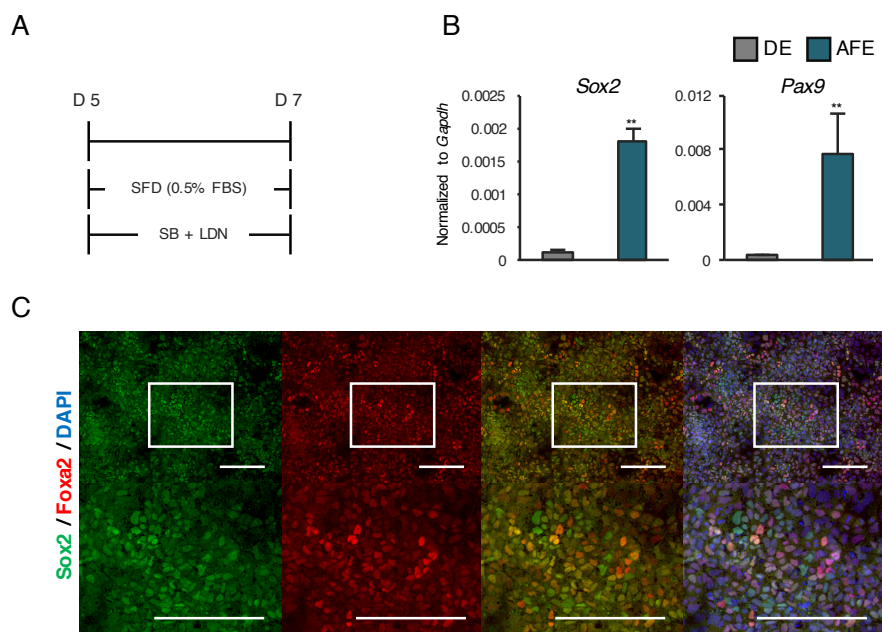 A
D 5
D 7
SFD (0.5% FBS)
SB + LDN
B
DE
AFE
Sox2
Pax9
Normalized to Gapdh
0.0025
0.002
0.0015
0.001
0.0005
0
**
0.012
0.008
0.004
0
**
C
Sox2 / Foxa2 / DAPI